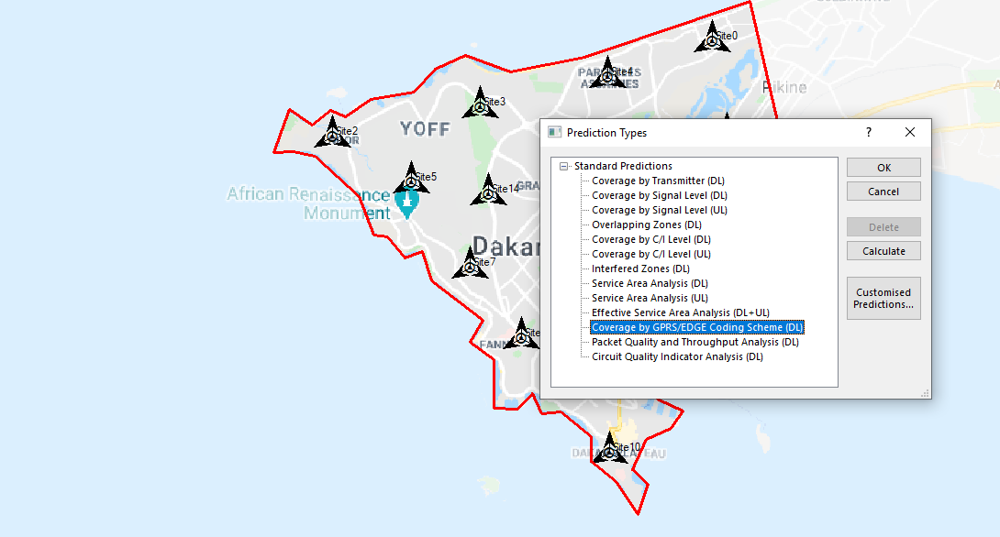 Site0
PAR
LES
Site4
ASSAINIES
Pikine
Site3
YOFF
Site2
OR
Site5
African Renaissance
Monument
Site14
GRA
Dakar
Site7
FANN
Site
Site10
DAKAR
PLATEAU
Prediction Types
?
Standard Predictions
Coverage by Transmitter (DL)
Coverage by Signal Level (DL)
Coverage by Signal Level (UL)
Overlapping Zones (DL)
Coverage by C/I Level (DL)
Coverage by C/I Level (UL)
Interfered Zones (DL)
Service Area Analysis (DL)
Service Area Analysis (UL)
Effective Service Area Analysis (DL+UL)
Coverage by GPRS/EDGE Coding Scheme (DL)
Packet Quality and Throughput Analysis (DL)
Circuit Quality Indicator Analysis (DL)
OK
Cancel
Delete
Calculate
Customised
Predictions...